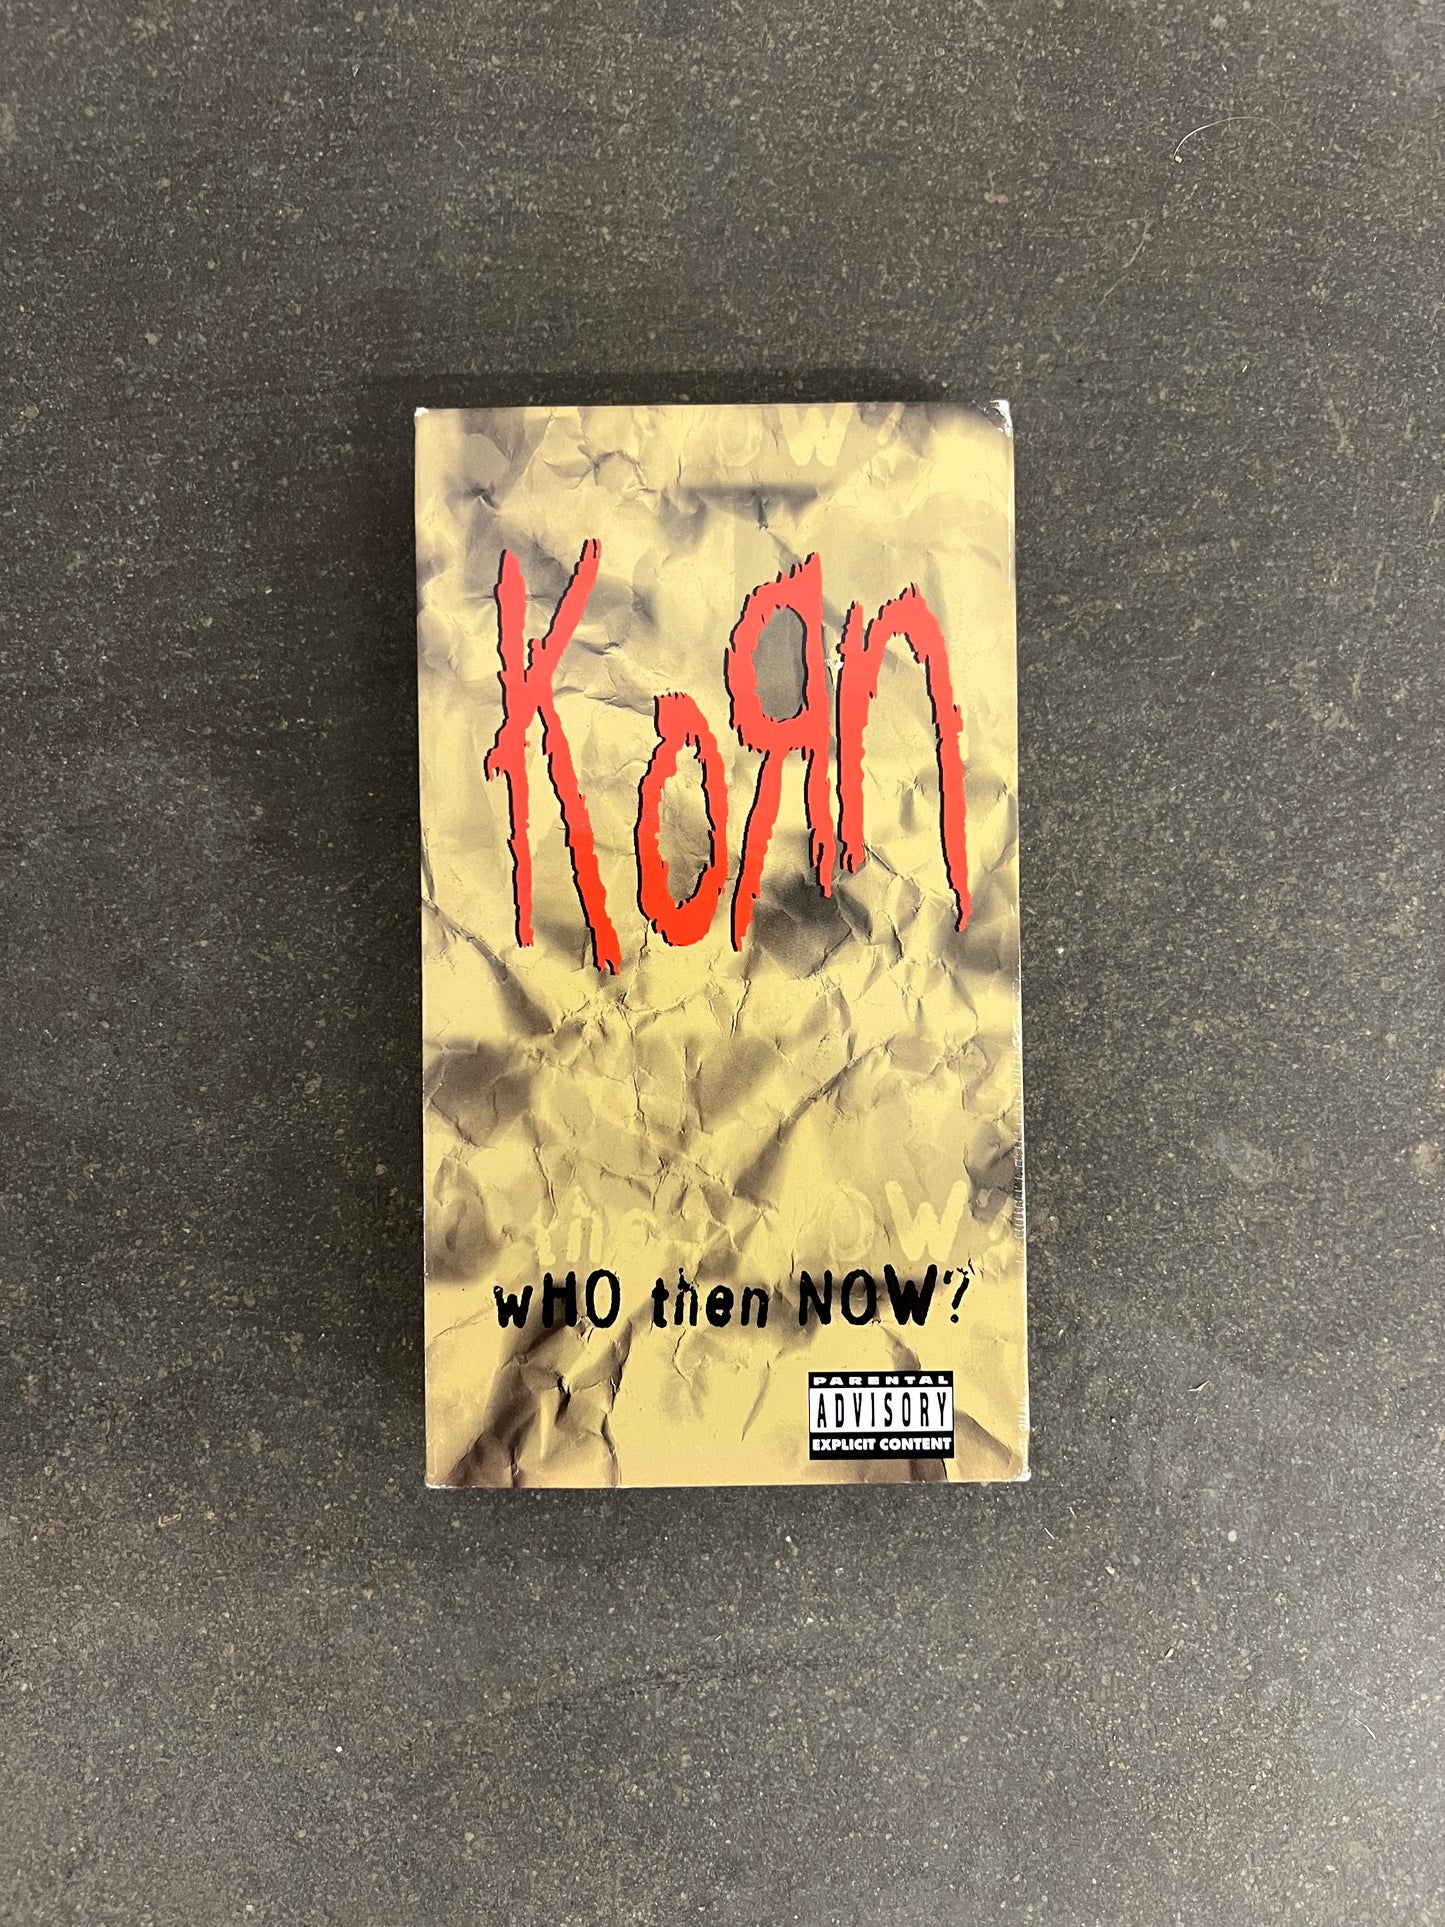 KoЯn
wHO then NOW?
PARENTAL
ADVISORY
EXPLICIT CONTENT